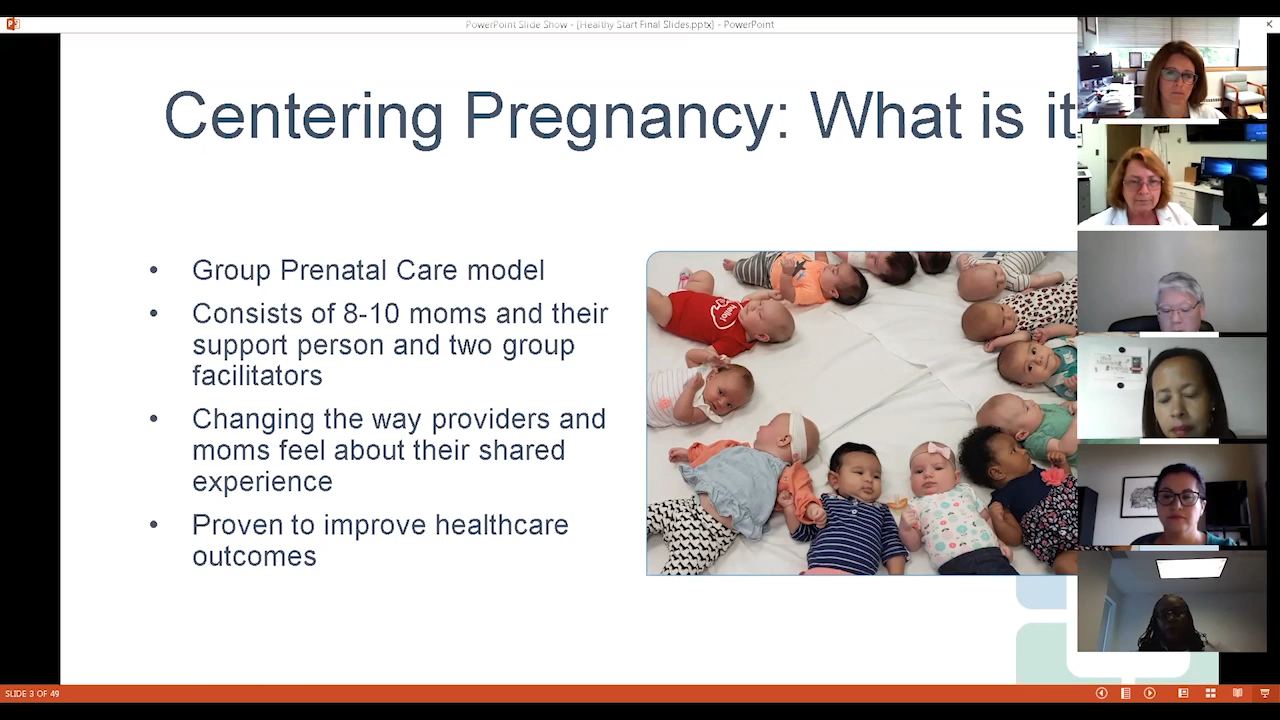 PowerPoint Slide Show - [Healthy Start Final Slides.pptx] - PowerPoint
Centering Pregnancy: What is it?
• Group Prenatal Care model
• Consists of 8-10 moms and their
support person and two group
facilitators
• Changing the way providers and
moms feel about their shared
experience
• Proven to improve healthcare
outcomes
hello!
SLIDE 3 OF 49